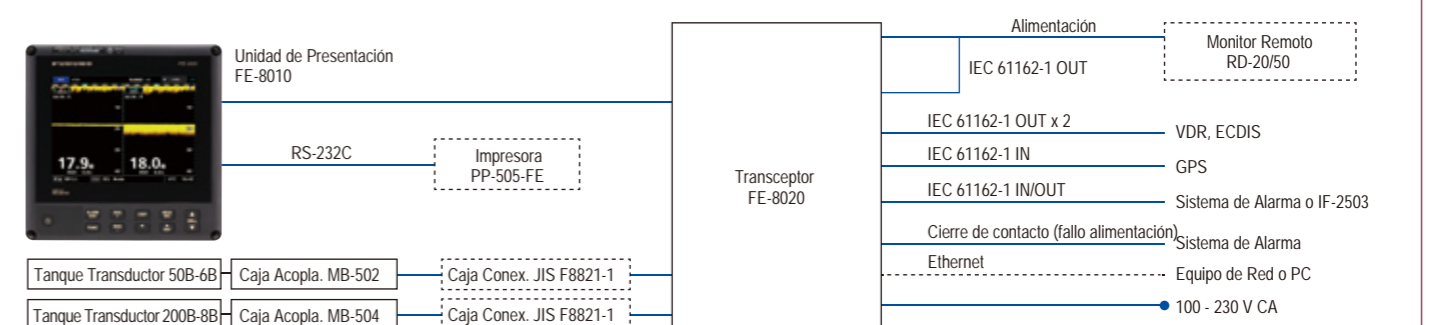 Unidad de Presentación
FE-8010
RS-232C
Impresora
PP-505-FE
Tanque Transductor 50B-6B
Caja Acopla. MB-502
Caja Conex. JIS F8821-1
Tanque Transductor 200B-8B
Caja Acopla. MB-504
Caja Conex. JIS F8821-1
Transceptor
FE-8020
Alimentación
IEC 61162-1 OUT
Monitor Remoto
RD-20/50
IEC 61162-1 OUT x 2
VDR, ECDIS
IEC 61162-1 IN
GPS
IEC 61162-1 IN/OUT
Sistema de Alarma o IF-2503
Cierre de contacto (fallo alimentación)
Sistema de Alarma
Ethernet
Equipo de Red o PC
100 - 230 V CA
17.9
18.0